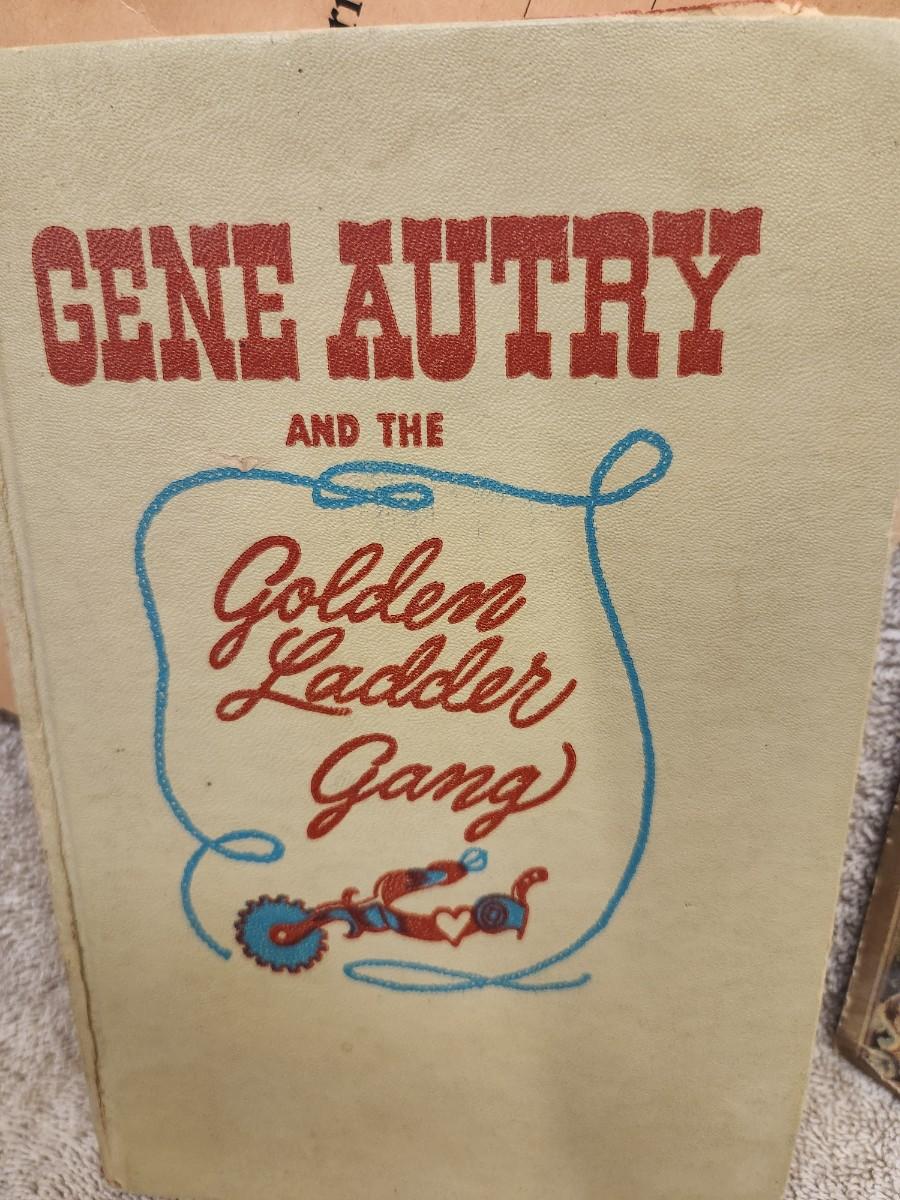 GENE AUTRY
AND THE
Golden
Ladder
Gang